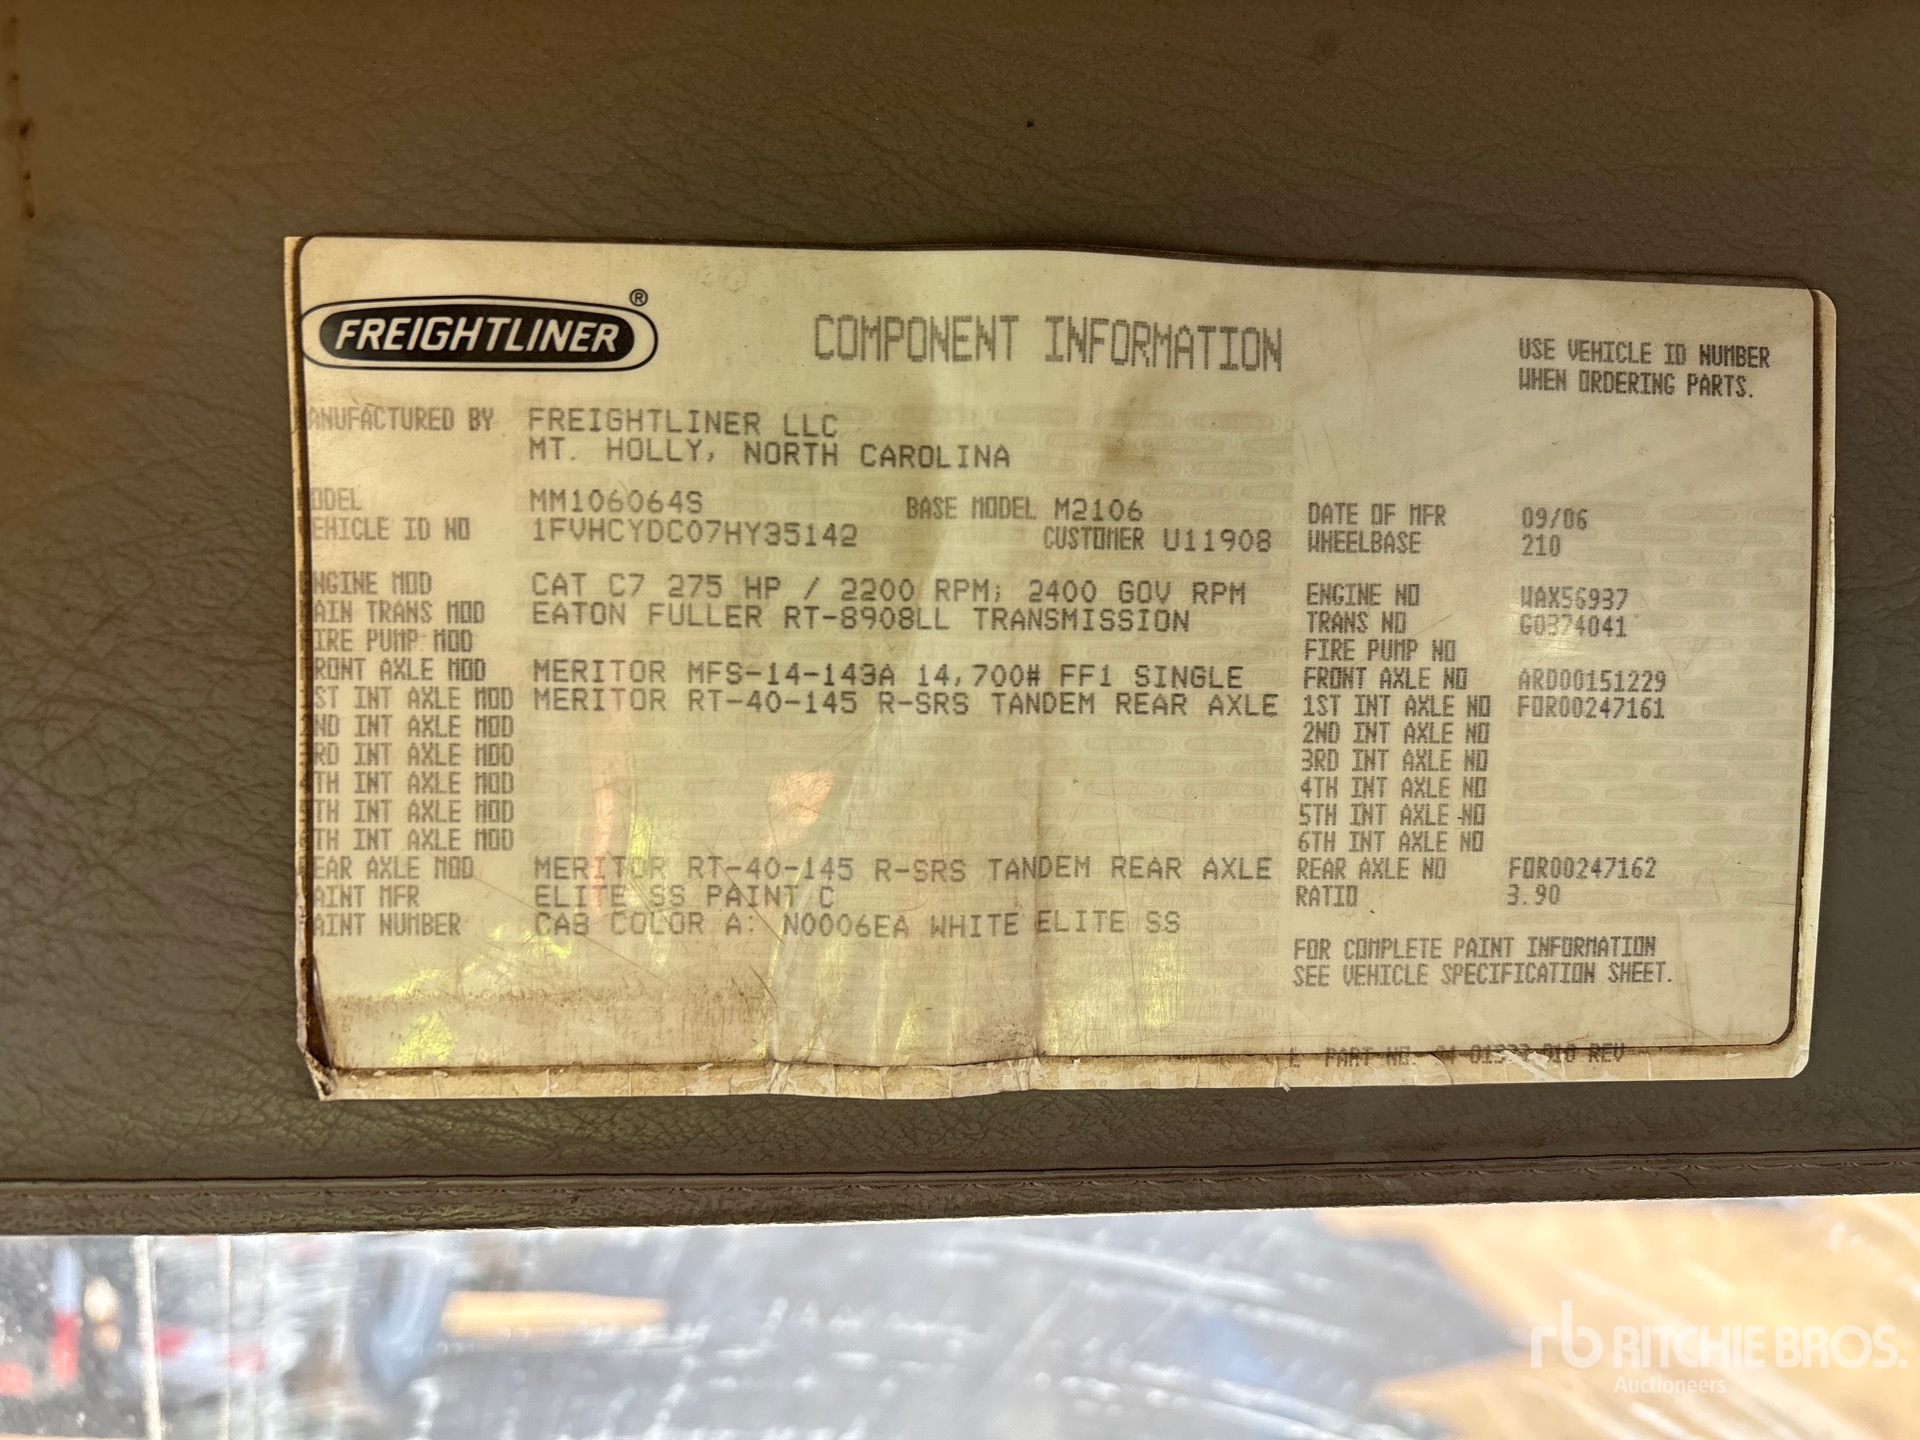 FREIGHTLINER ®
COMPONENT INFORMATION
USE VEHICLE ID NUMBER
WHEN ORDERING PARTS.
ANUFACTURED BY FREIGHTLINER LLC
MT. HOLLY, NORTH CAROLINA
ODEL MM106064S BASE MODEL M2106 DATE OF MFR 09/06
EHICLE ID NO 1FVHCYDC07HY35142 CUSTOMER U11908 WHEELBASE 210
NGINE MOD CAT C7 275 HP / 2200 RPM; 2400 GOV RPM ENGINE NO WAX56937
AIN TRANS MOD EATON FULLER RT-8908LL TRANSMISSION TRANS NO G0374041
IRE PUMP MOD FIRE PUMP NO
RONT AXLE MOD MERITOR MFS-14-143A 14,700# FF1 SINGLE FRONT AXLE NO ARD00151229
1ST INT AXLE MOD MERITOR RT-40-145 R-SRS TANDEM REAR AXLE 1ST INT AXLE NO FOR00247161
2ND INT AXLE MOD 2ND INT AXLE NO
3RD INT AXLE MOD 3RD INT AXLE NO
4TH INT AXLE MOD 4TH INT AXLE NO
5TH INT AXLE MOD 5TH INT AXLE NO
6TH INT AXLE MOD 6TH INT AXLE NO
EAR AXLE MOD MERITOR RT-40-145 R-SRS TANDEM REAR AXLE REAR AXLE NO FOR00247162
AINT MFR ELITE SS PAINT C RATIO 3.90
AINT NUMBER CAB COLOR A: N0006EA WHITE ELITE SS
FOR COMPLETE PAINT INFORMATION
SEE VEHICLE SPECIFICATION SHEET.
PART NO. REV
rb RITCHIE BROS.
Auctioneers